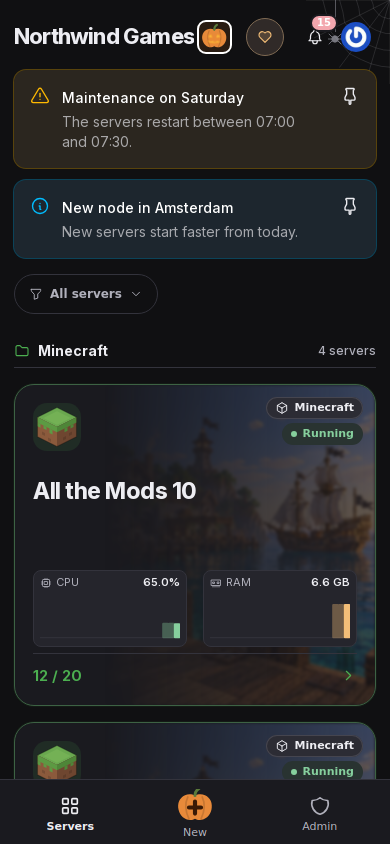 Northwind Games
15
Maintenance on Saturday
The servers restart between 07:00
and 07:30.
New node in Amsterdam
New servers start faster from today.
All servers
Minecraft
4 servers
Minecraft
Running
All the Mods 10
CPU
65.0%
RAM
6.6 GB
12 / 20
Minecraft
Running
Servers
New
Admin